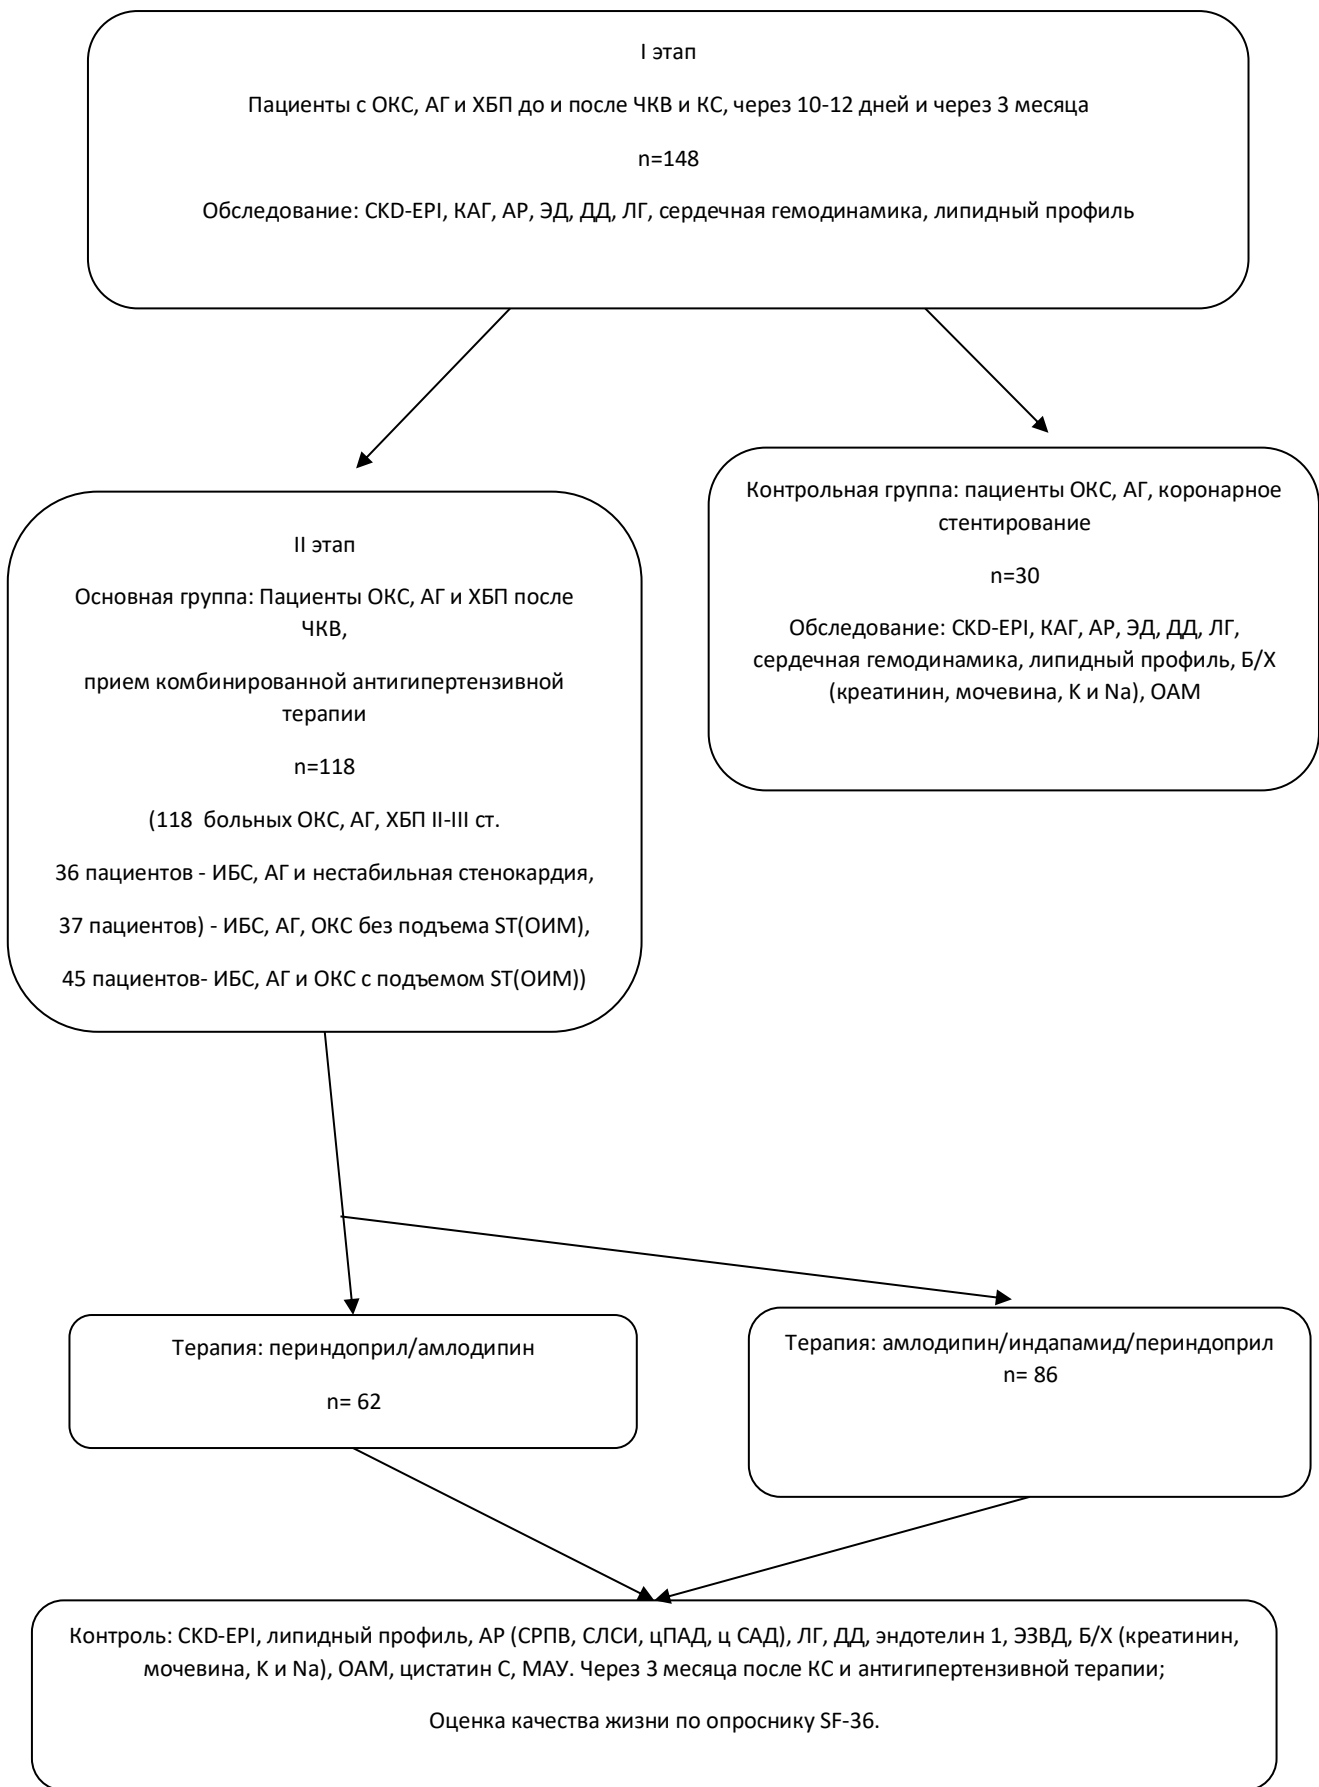 I этап
Пациенты с ОКС, АГ и ХБП до и после ЧКВ и КС, через 10-12 дней и через 3 месяца
n=148
Обследование: CKD-EPI, КАГ, АР, ЭД, ДД, ЛГ, сердечная гемодинамика, липидный профиль
II этап
Основная группа: Пациенты ОКС, АГ и ХБП после
ЧКВ,
прием комбинированной антигипертензивной
терапии
n=118
(118 больных ОКС, АГ, ХБП II-III ст.
36 пациентов - ИБС, АГ и нестабильная стенокардия,
37 пациентов) - ИБС, АГ, ОКС без подъема ST(ОИМ),
45 пациентов- ИБС, АГ и ОКС с подъемом ST(ОИМ))
Контрольная группа: пациенты ОКС, АГ, коронарное
стентирование
n=30
Обследование: CKD-EPI, КАГ, АР, ЭД, ДД, ЛГ,
сердечная гемодинамика, липидный профиль, Б/Х
(креатинин, мочевина, K и Na), ОАМ
Терапия: периндоприл/амлодипин
n= 62
Терапия: амлодипин/индапамид/периндоприл
n= 86
Контроль: CKD-EPI, липидный профиль, АР (СРПВ, СЛСИ, цПАД, ц САД), ЛГ, ДД, эндотелин 1, ЭЗВД, Б/Х (креатинин,
мочевина, K и Na), ОАМ, цистатин С, МАУ. Через 3 месяца после КС и антигипертензивной терапии;
Оценка качества жизни по опроснику SF-36.